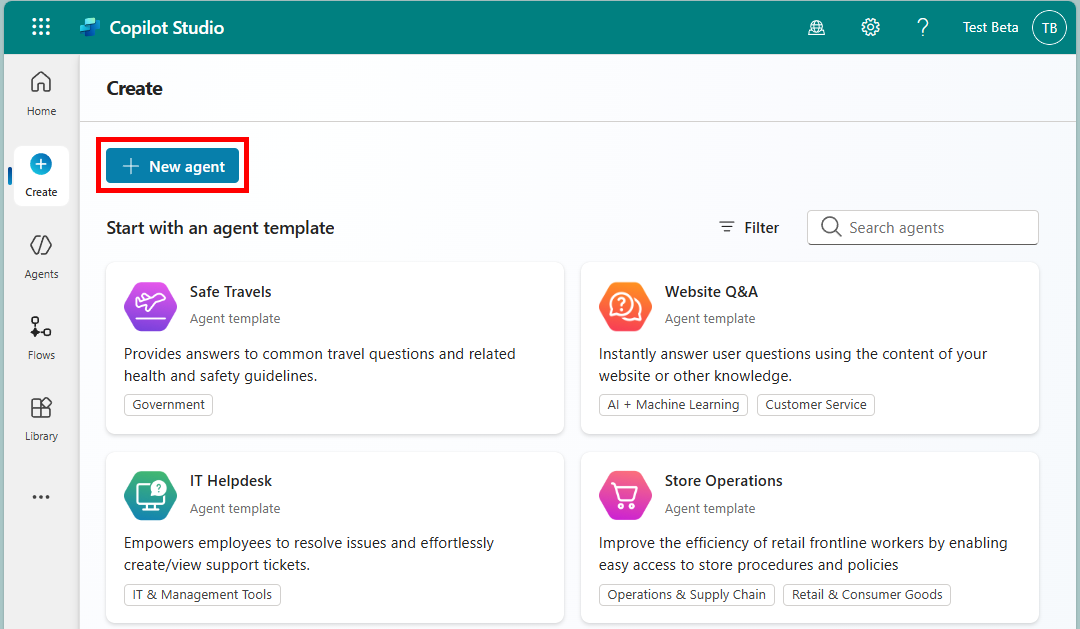 Copilot Studio
Test Beta
TB
Home
Create
Agents
Flows
Library
Create
New agent
Start with an agent template
Filter
Search agents
Safe Travels
Agent template
Provides answers to common travel questions and related
health and safety guidelines.
Government
Website Q&A
Agent template
Instantly answer user questions using the content of your
website or other knowledge.
AI + Machine Learning
Customer Service
IT Helpdesk
Agent template
Empowers employees to resolve issues and effortlessly
create/view support tickets.
IT & Management Tools
Store Operations
Agent template
Improve the efficiency of retail frontline workers by enabling
easy access to store procedures and policies
Operations & Supply Chain
Retail & Consumer Goods